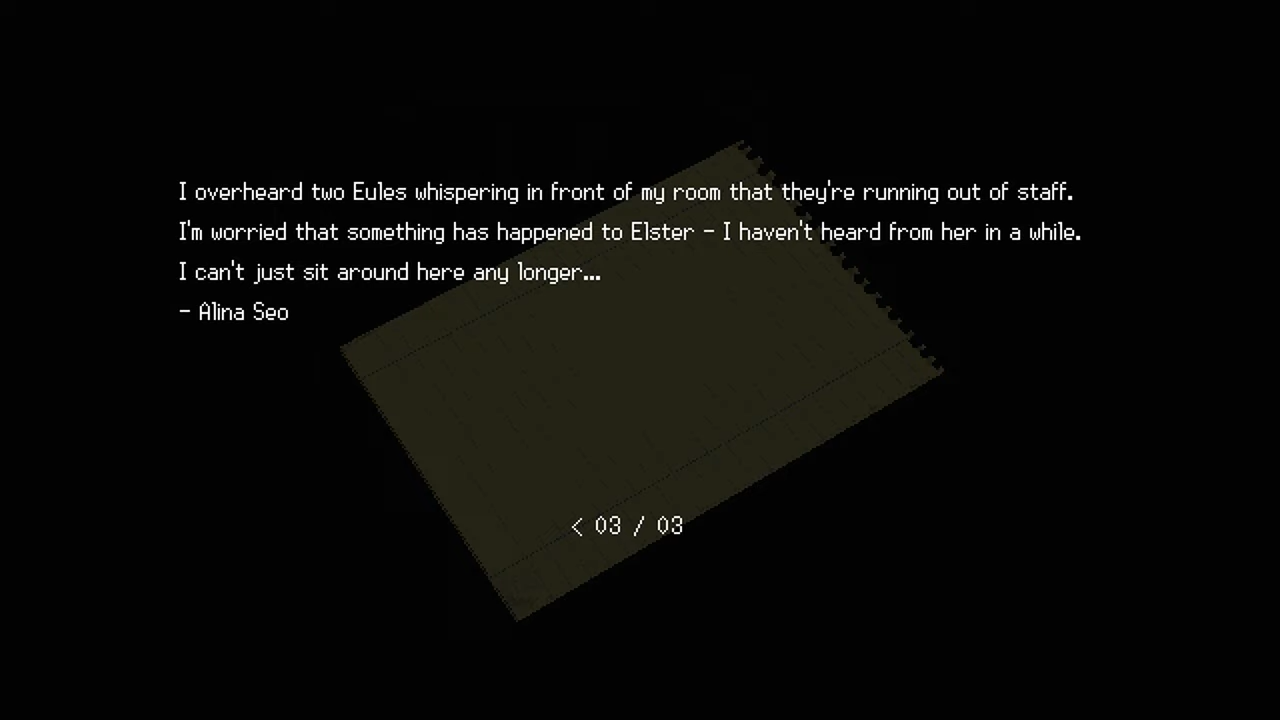 I overheard two Eules whispering in front of my room that they're running out of staff.
I'm worried that something has happened to Elster - I haven't heard from her in a while.
I can't just sit around here any longer...
- Alina Seo
< 03 / 03